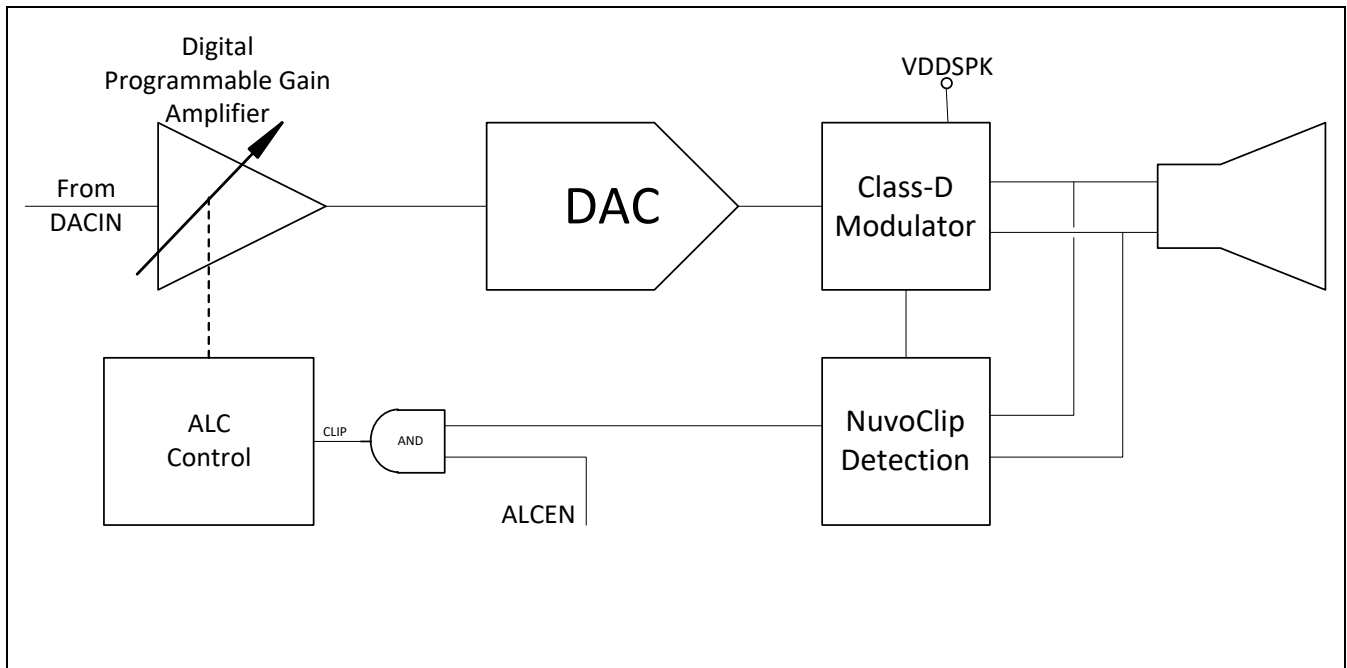 Digital
Programmable Gain
Amplifier
VDDSPK
From
DACIN
DAC
Class-D
Modulator
ALC
Control
CLIP
AND
ALCEN
NuvoClip
Detection